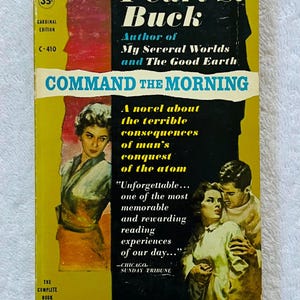 35¢
Pearl S.
Buck
CARDINAL
EDITION
C-410
Author of
My Several Worlds
and The Good Earth
COMMAND THE MORNING
A novel about
the terrible
consequences
of man's
conquest
of the atom
"Unforgettable...
one of the most
memorable
and rewarding
reading
experiences
of our day..."
—CHICAGO
SUNDAY TRIBUNE
THE
COMPLETE
BOOK